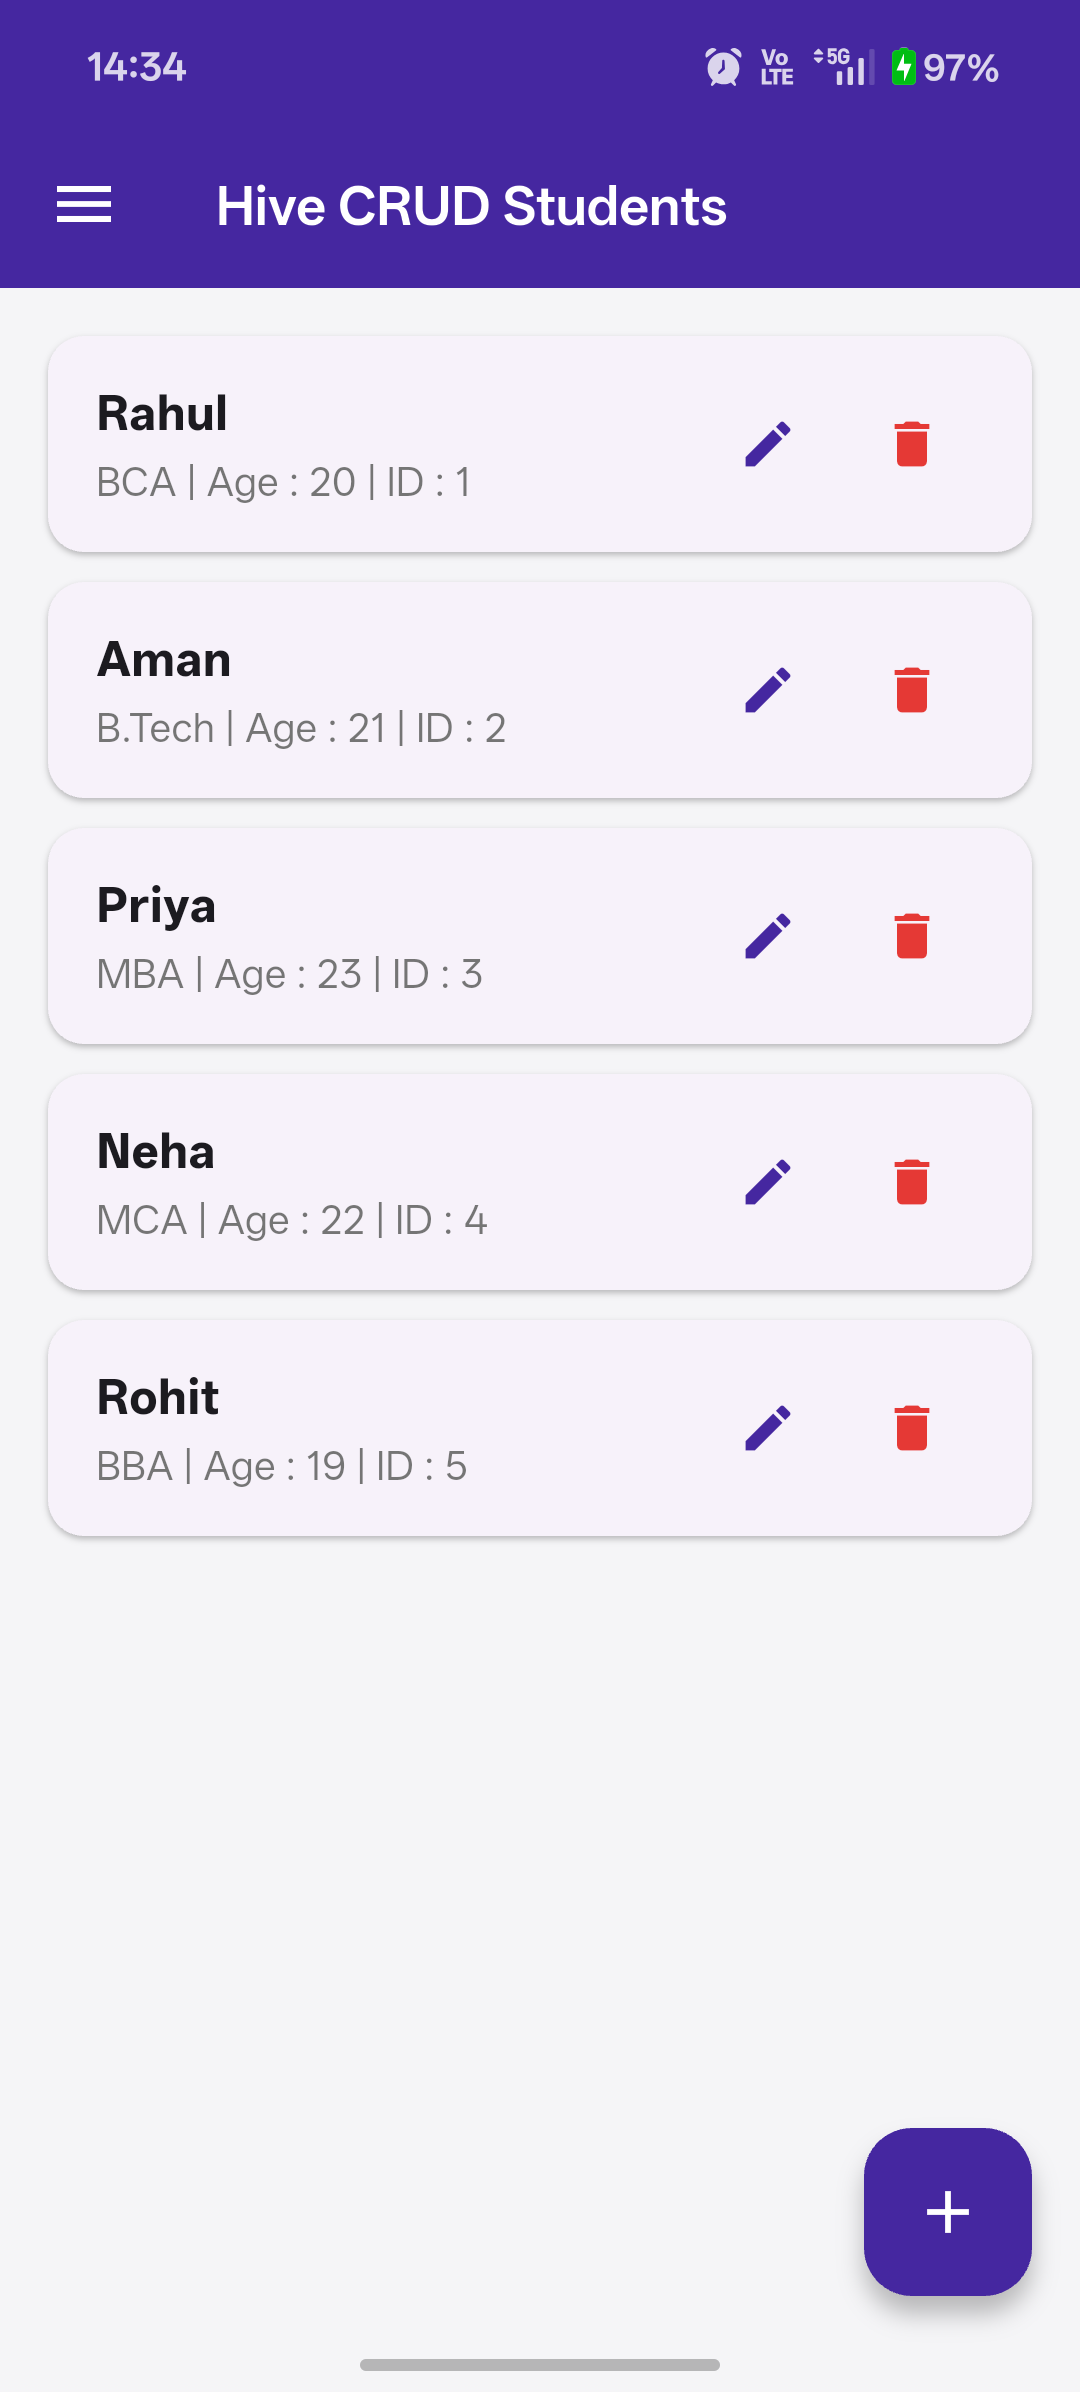 14:34
Vo
LTE
5G
97%
Hive CRUD Students
Rahul
BCA | Age : 20 | ID : 1
Aman
B.Tech | Age : 21 | ID : 2
Priya
MBA | Age : 23 | ID : 3
Neha
MCA | Age : 22 | ID : 4
Rohit
BBA | Age : 19 | ID : 5